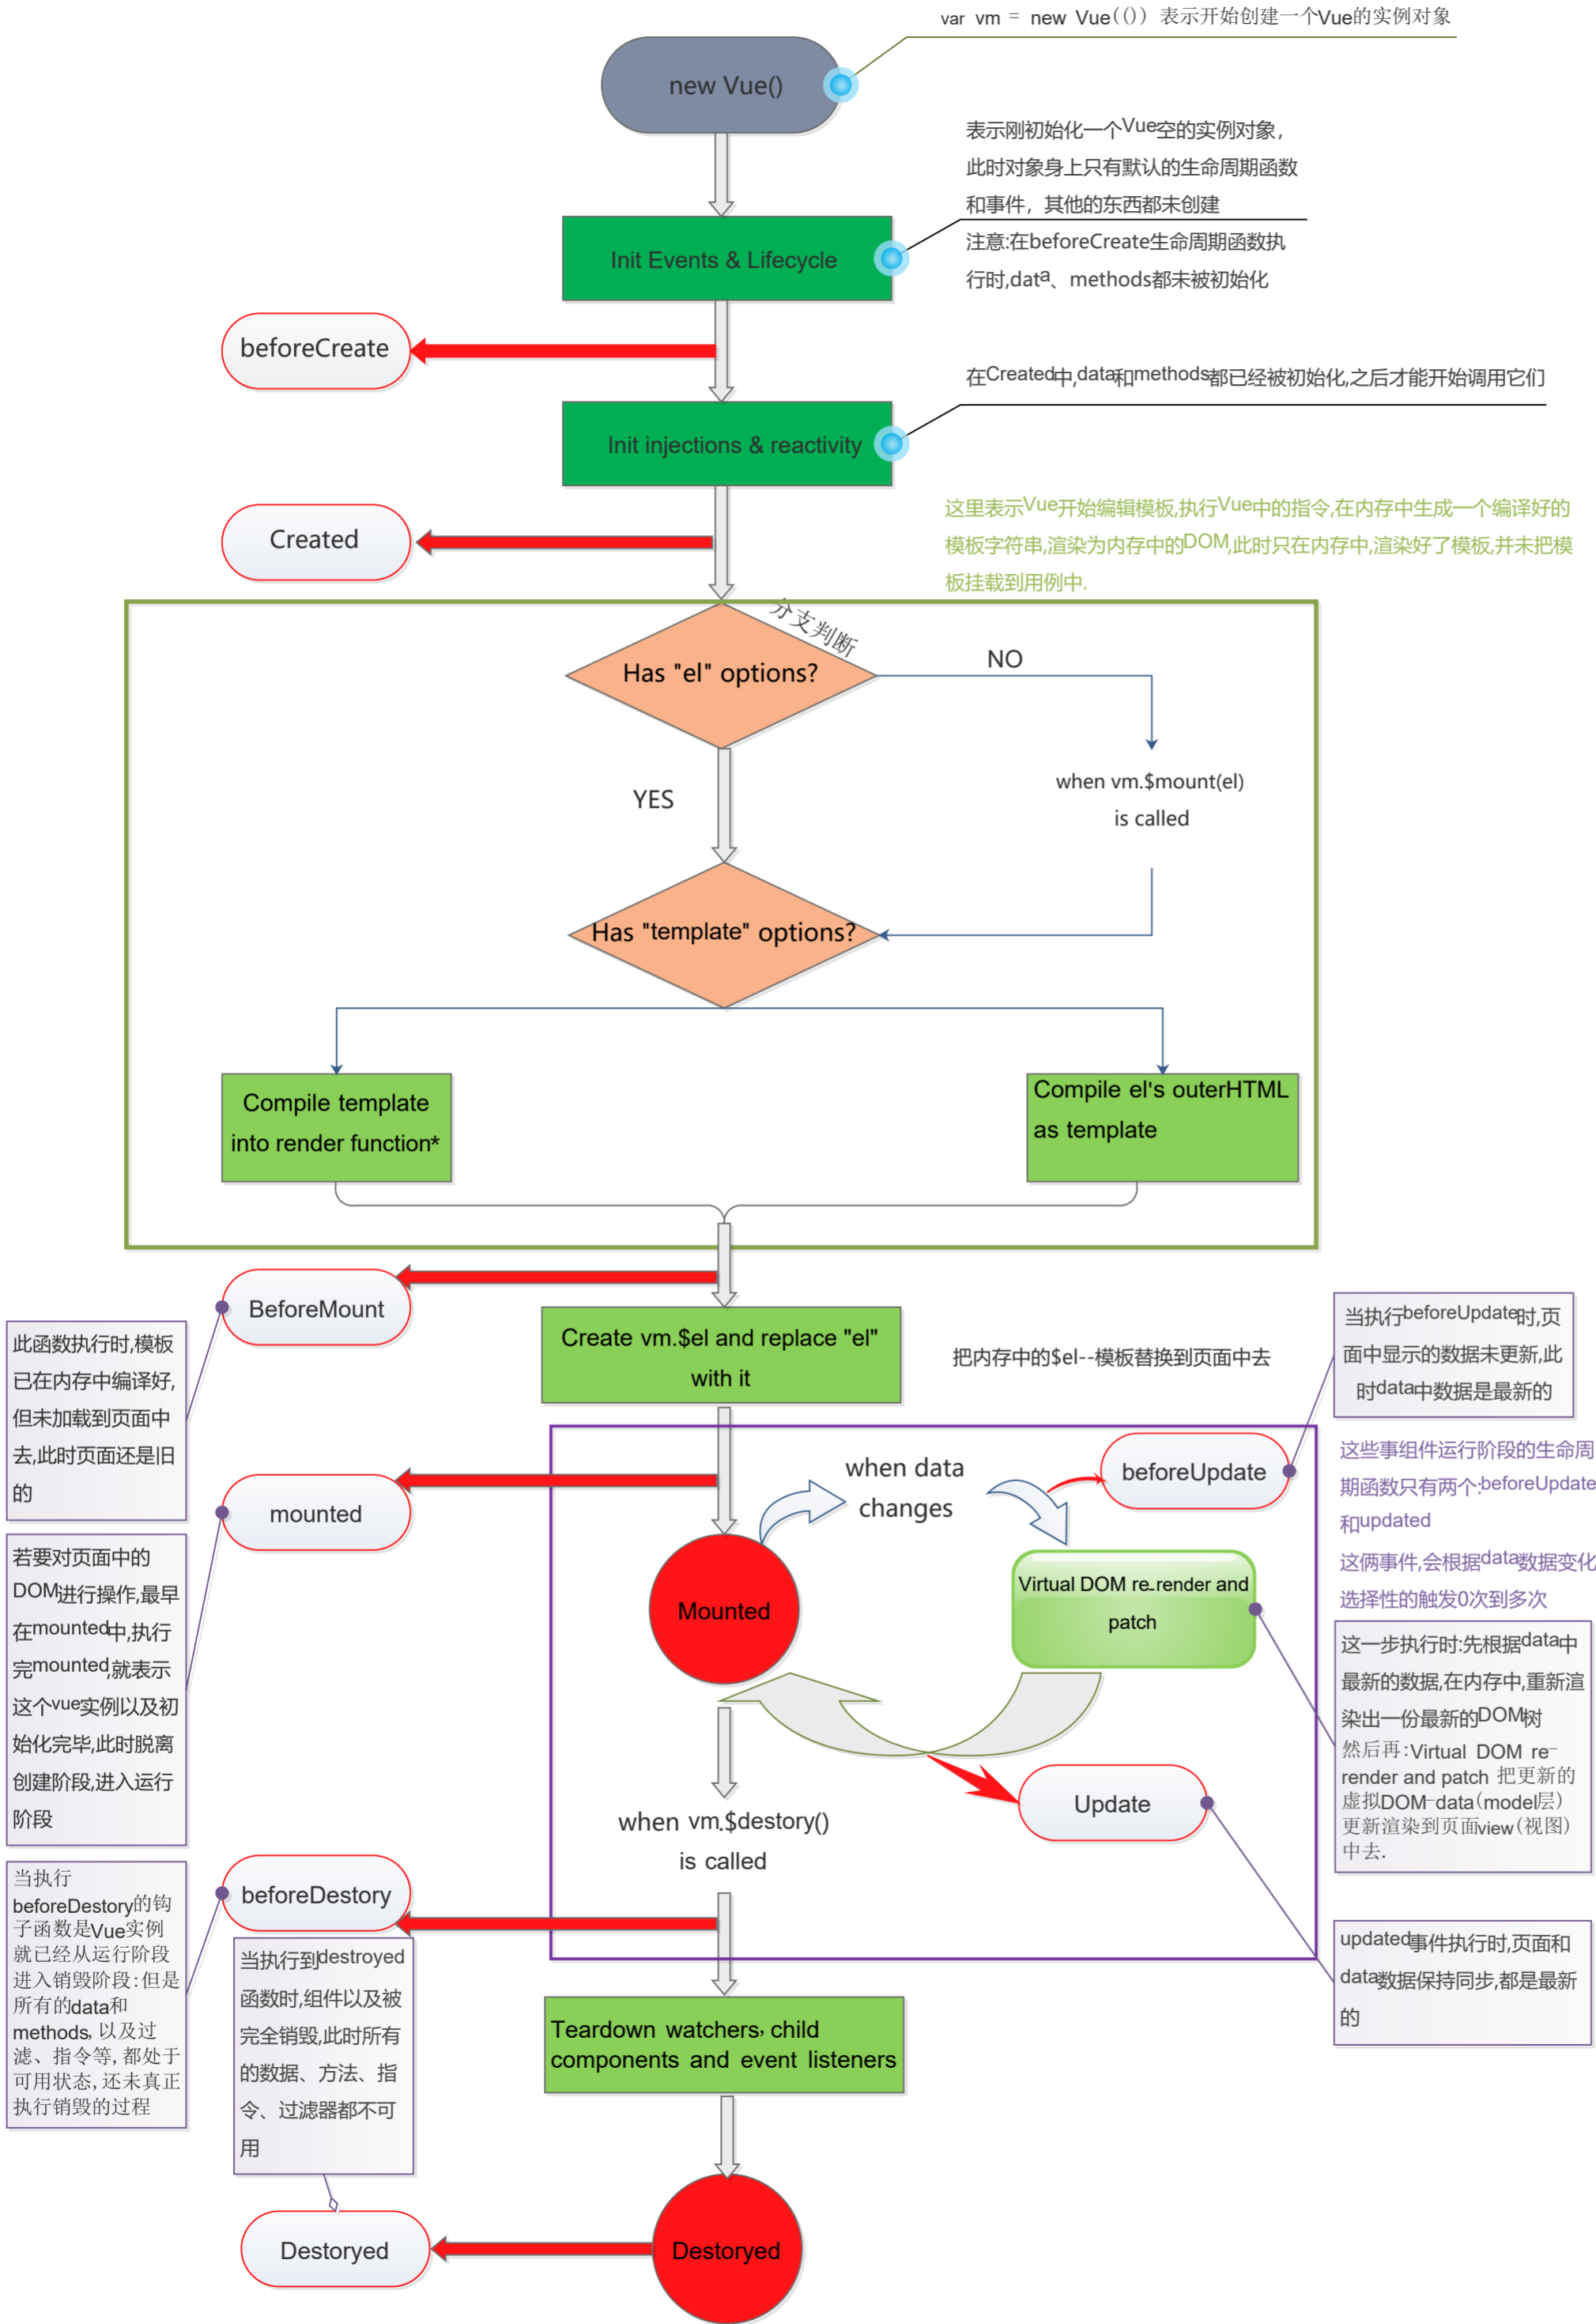 var vm = new Vue(()) 表示开始创建一个Vue的实例对象
new Vue()
表示刚初始化一个Vue空的实例对象，
此时对象身上只有默认的生命周期函数
和事件，其他的东西都未创建
注意:在beforeCreate生命周期函数执
行时,data、methods都未被初始化
Init Events & Lifecycle
beforeCreate
在Created中,data和methods都已经被初始化,之后才能开始调用它们
Init injections & reactivity
这里表示Vue开始编辑模板,执行Vue中的指令,在内存中生成一个编译好的
模板字符串,渲染为内存中的DOM,此时只在内存中,渲染好了模板,并未把模
板挂载到用例中.
Created
分支判断
Has "el" options?
NO
YES
when vm.$mount(el)
is called
Has "template" options?
Compile template
into render function*
Compile el's outerHTML
as template
BeforeMount
此函数执行时,模板
已在内存中编译好,
但未加载到页面中
去,此时页面还是旧
的
Create vm.$el and replace "el"
with it
把内存中的$el--模板替换到页面中去
当执行beforeUpdate时,页
面中显示的数据未更新,此
时data中数据是最新的
mounted
when data
changes
beforeUpdate
这些事组件运行阶段的生命周
期函数只有两个:beforeUpdate
和updated
这俩事件,会根据data数据变化
选择性的触发0次到多次
若要对页面中的
DOM进行操作,最早
在mounted中,执行
完mounted,就表示
这个vue实例以及初
始化完毕,此时脱离
创建阶段,进入运行
阶段
Mounted
Virtual DOM re-render and
patch
这一步执行时:先根据data中
最新的数据,在内存中,重新渲
染出一份最新的DOM树
然后再:Virtual DOM re-
render and patch 把更新的
虚拟DOM-data(model层)
更新渲染到页面view(视图)
中去.
Update
when vm.$destory()
is called
beforeDestory
当执行
beforeDestory的钩
子函数是Vue实例
就已经从运行阶段
进入销毁阶段:但是
所有的data和
methods,以及过
滤、指令等,都处于
可用状态,还未真正
执行销毁的过程
当执行到destroyed
函数时,组件以及被
完全销毁,此时所有
的数据、方法、指
令、过滤器都不可
用
updated事件执行时,页面和
data数据保持同步,都是最新
的
Teardown watchers, child
components and event listeners
Destoryed
Destoryed